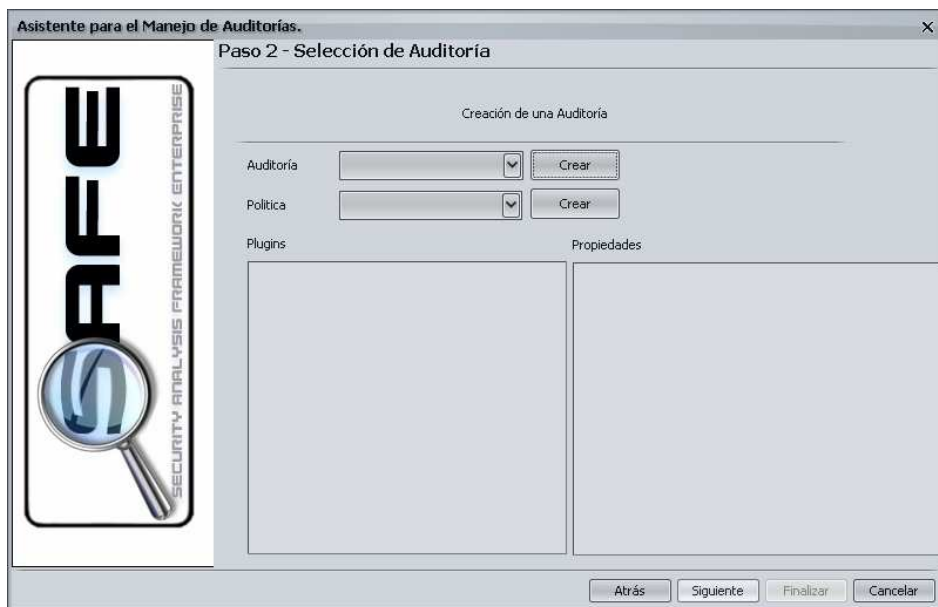 Asistente para el Manejo de Auditorías.
Paso 2 - Selección de Auditoría
SAFE
SECURITY ANALYSIS FRAMEWORK ENTERPRISE
Creación de una Auditoría
Auditoría
Crear
Politica
Crear
Plugins
Propiedades
Atrás
Siguiente
Finalizar
Cancelar